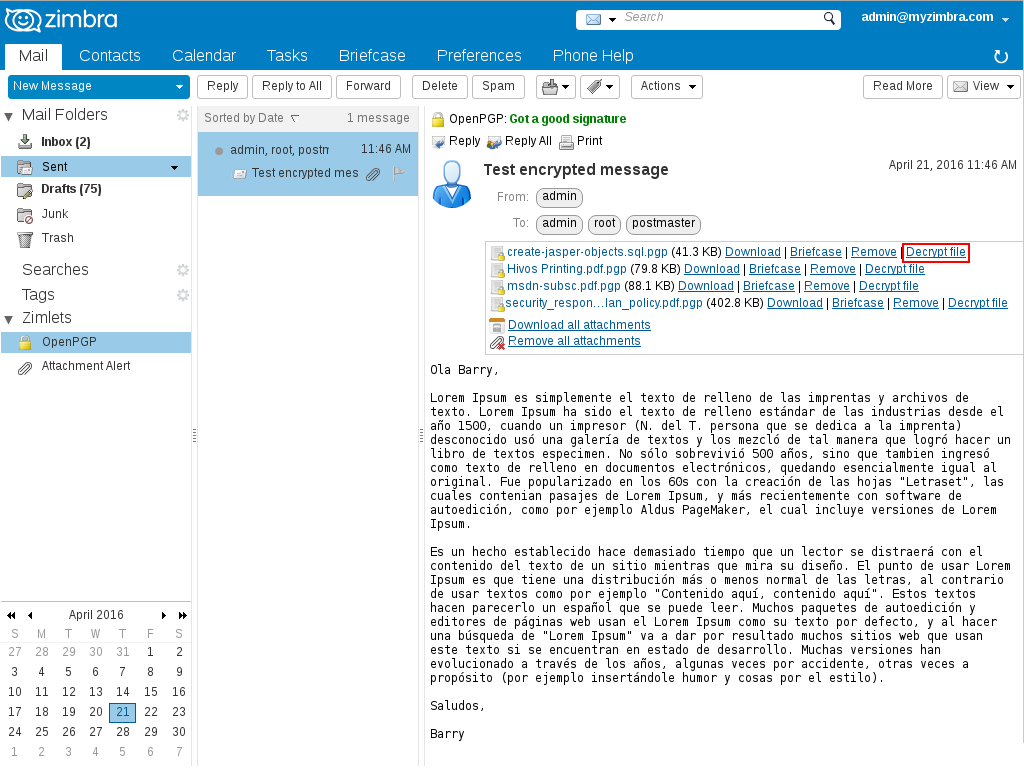 zimbra
Search
admin@myzimbra.com
Mail Contacts Calendar Tasks Briefcase Preferences Phone Help
New Message
Reply Reply to All Forward Delete Spam Actions Read More View
Mail Folders
Inbox (2)
Sent
Drafts (75)
Junk
Trash
Searches
Tags
Zimlets
OpenPGP
Attachment Alert
Sorted by Date 1 message
admin, root, postm 11:46 AM
Test encrypted mes
OpenPGP: Got a good signature
Reply Reply All Print
Test encrypted message
April 21, 2016 11:46 AM
From: admin
To: admin root postmaster
create-jasper-objects.sql.pgp (41.3 KB) Download | Briefcase | Remove | Decrypt file
Hivos Printing.pdf.pgp (79.8 KB) Download | Briefcase | Remove | Decrypt file
msdn-subsc.pdf.pgp (88.1 KB) Download | Briefcase | Remove | Decrypt file
security_respon…lan_policy.pdf.pgp (402.8 KB) Download | Briefcase | Remove | Decrypt file
Download all attachments
Remove all attachments
Ola Barry,
Lorem Ipsum es simplemente el texto de relleno de las imprentas y archivos de
texto. Lorem Ipsum ha sido el texto de relleno estándar de las industrias desde el
año 1500, cuando un impresor (N. del T. persona que se dedica a la imprenta)
desconocido usó una galería de textos y los mezcló de tal manera que logró hacer un
libro de textos especimen. No sólo sobrevivió 500 años, sino que tambien ingresó
como texto de relleno en documentos electrónicos, quedando esencialmente igual al
original. Fue popularizado en los 60s con la creación de las hojas "Letraset", las
cuales contenian pasajes de Lorem Ipsum, y más recientemente con software de
autoedición, como por ejemplo Aldus PageMaker, el cual incluye versiones de Lorem
Ipsum.
Es un hecho establecido hace demasiado tiempo que un lector se distraerá con el
contenido del texto de un sitio mientras que mira su diseño. El punto de usar Lorem
Ipsum es que tiene una distribución más o menos normal de las letras, al contrario
de usar textos como por ejemplo "Contenido aquí, contenido aquí". Estos textos
hacen parecerlo un español que se puede leer. Muchos paquetes de autoedición y
editores de páginas web usan el Lorem Ipsum como su texto por defecto, y al hacer
una búsqueda de "Lorem Ipsum" va a dar por resultado muchos sitios web que usan
este texto si se encuentran en estado de desarrollo. Muchas versiones han
evolucionado a través de los años, algunas veces por accidente, otras veces a
propósito (por ejemplo insertándole humor y cosas por el estilo).
Saludos,
Barry
April 2016
S M T W T F S
27 28 29 30 31 1 2
3 4 5 6 7 8 9
10 11 12 13 14 15 16
17 18 19 20 21 22 23
24 25 26 27 28 29 30
1 2 3 4 5 6 7